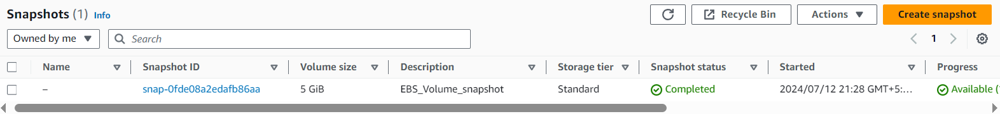 Snapshots (1) Info Recycle Bin Actions Create snapshot
Owned by me Search 1
Name Snapshot ID Volume size Description Storage tier Snapshot status Started Progress
– snap-0fde08a2edafb86aa 5 GiB EBS_Volume_snapshot Standard Completed 2024/07/12 21:28 GMT+5:... Available (